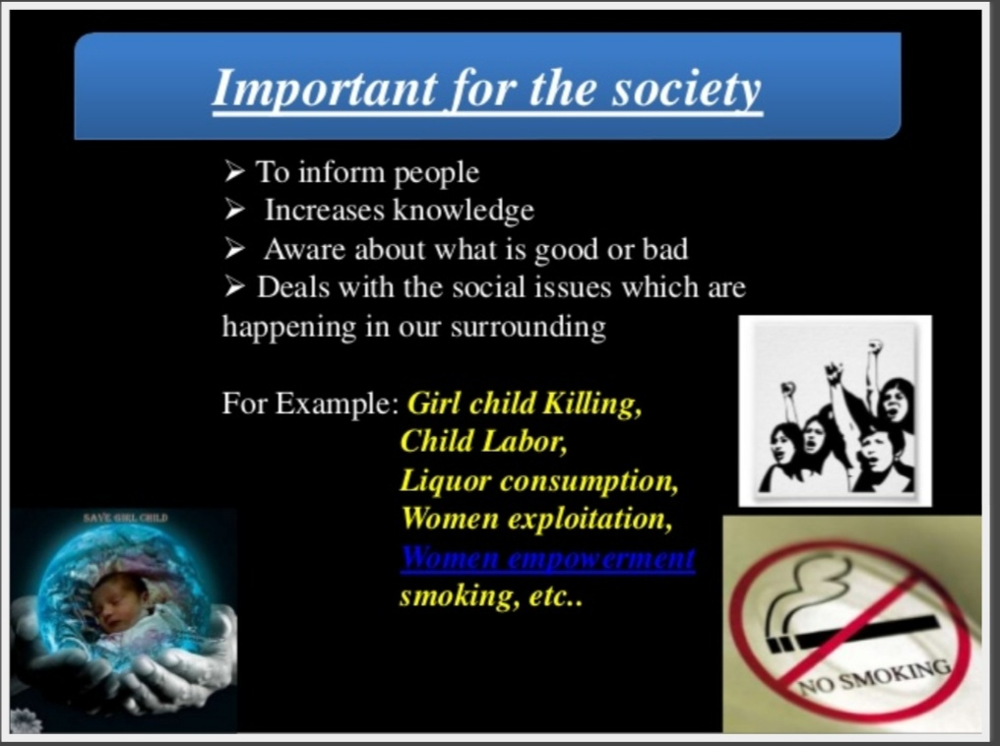 Important for the society
➢ To inform people
➢ Increases knowledge
➢ Aware about what is good or bad
➢ Deals with the social issues which are
happening in our surrounding
For Example: Girl child Killing,
Child Labor,
Liquor consumption,
Women exploitation,
Women empowerment
smoking, etc..
SAVE GIRL CHILD
NO SMOKING